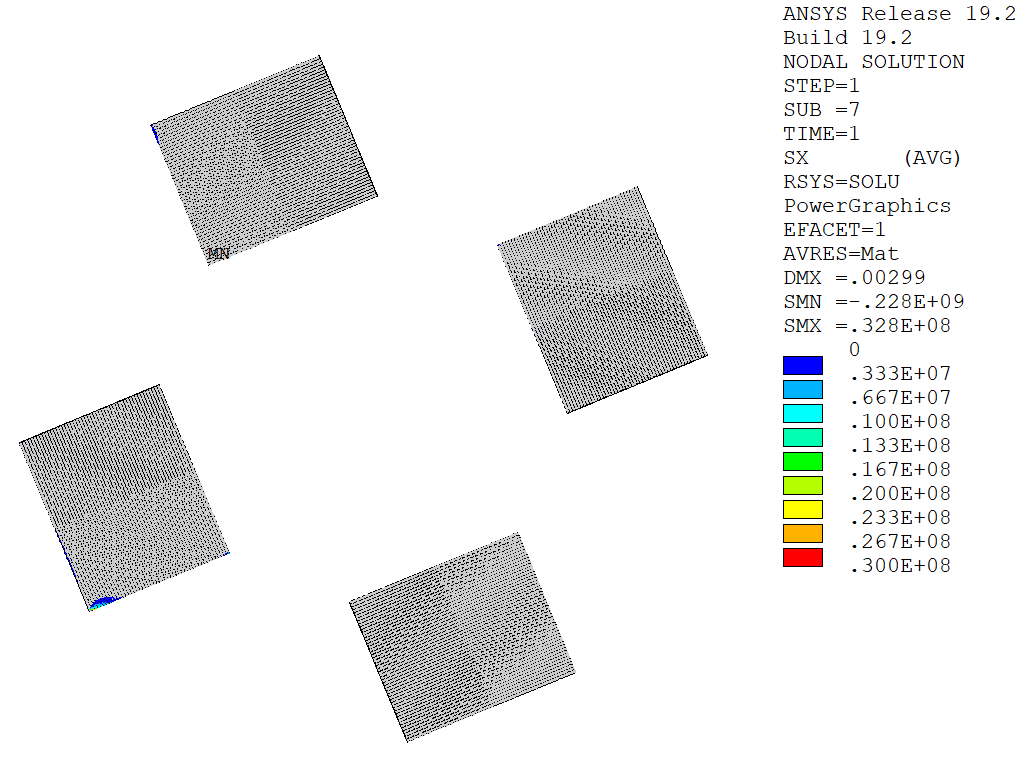 ANSYS Release 19.2
Build 19.2
NODAL SOLUTION
STEP=1
SUB =7
TIME=1
SX (AVG)
RSYS=SOLU
PowerGraphics
EFACET=1
AVRES=Mat
DMX =.00299
SMN =-.228E+09
SMX =.328E+08
0
.333E+07
.667E+07
.100E+08
.133E+08
.167E+08
.200E+08
.233E+08
.267E+08
.300E+08
MN